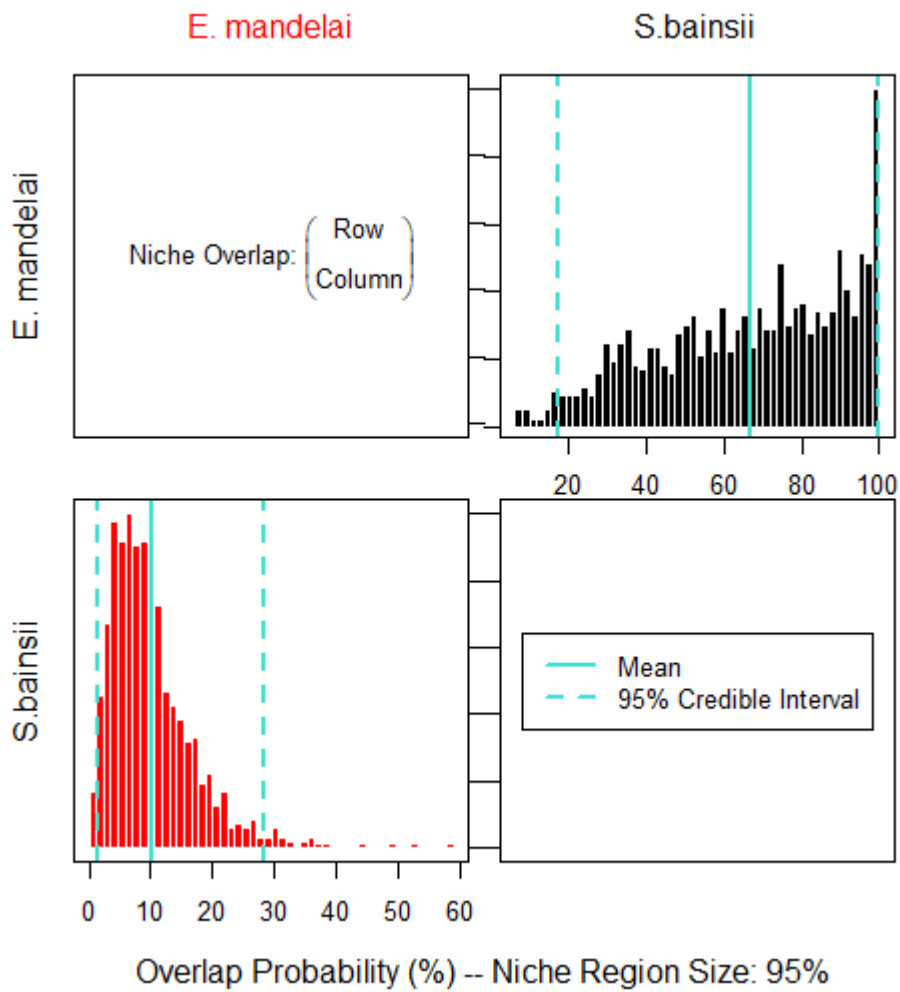 E. mandelai
S.bainsii
E. mandelai
Niche Overlap: (Row
Column)
20 40 60 80 100
S.bainsii
Mean
95% Credible Interval
0 10 20 30 40 50 60
Overlap Probability (%) -- Niche Region Size: 95%